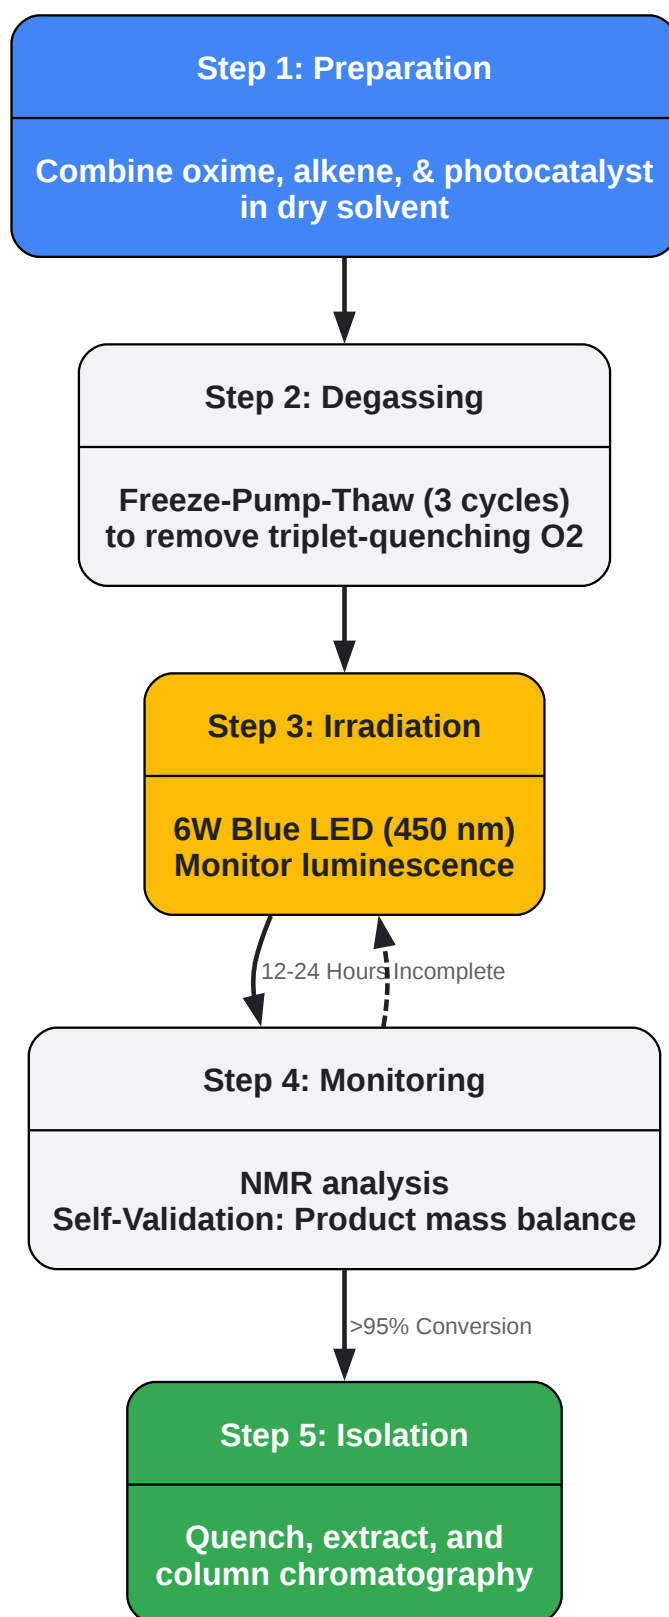 Step 1: Preparation
Combine oxime, alkene, & photocatalyst
in dry solvent
Step 2: Degassing
Freeze-Pump-Thaw (3 cycles)
to remove triplet-quenching O2
Step 3: Irradiation
6W Blue LED (450 nm)
Monitor luminescence
12-24 Hours
Incomplete
Step 4: Monitoring
NMR analysis
Self-Validation: Product mass balance
>95% Conversion
Step 5: Isolation
Quench, extract, and
column chromatography